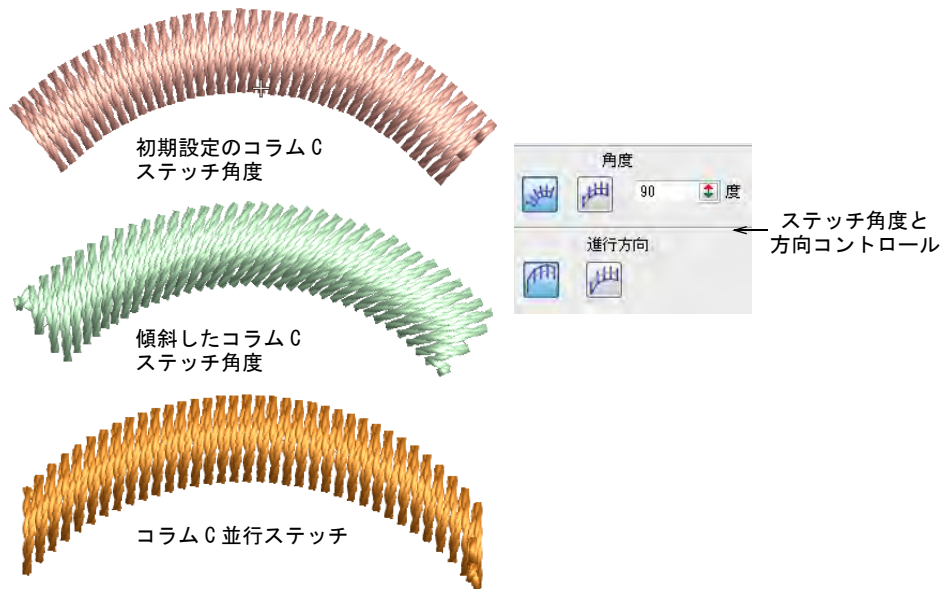 初期設定のコラムC
ステッチ角度
角度
90
度
ステッチ角度と
方向コントロール
進行方向
傾斜したコラムC
ステッチ角度
コラムC並行ステッチ